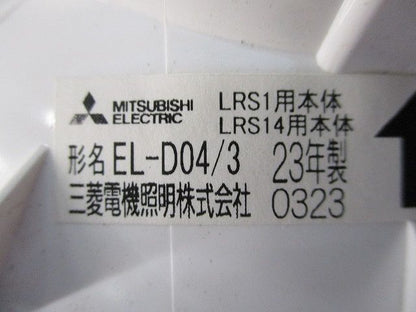 MITSUBISHI ELECTRIC LRS1用本体
LRS14用本体
形名 EL-D04/3 23年製
三菱電機照明株式会社 0323